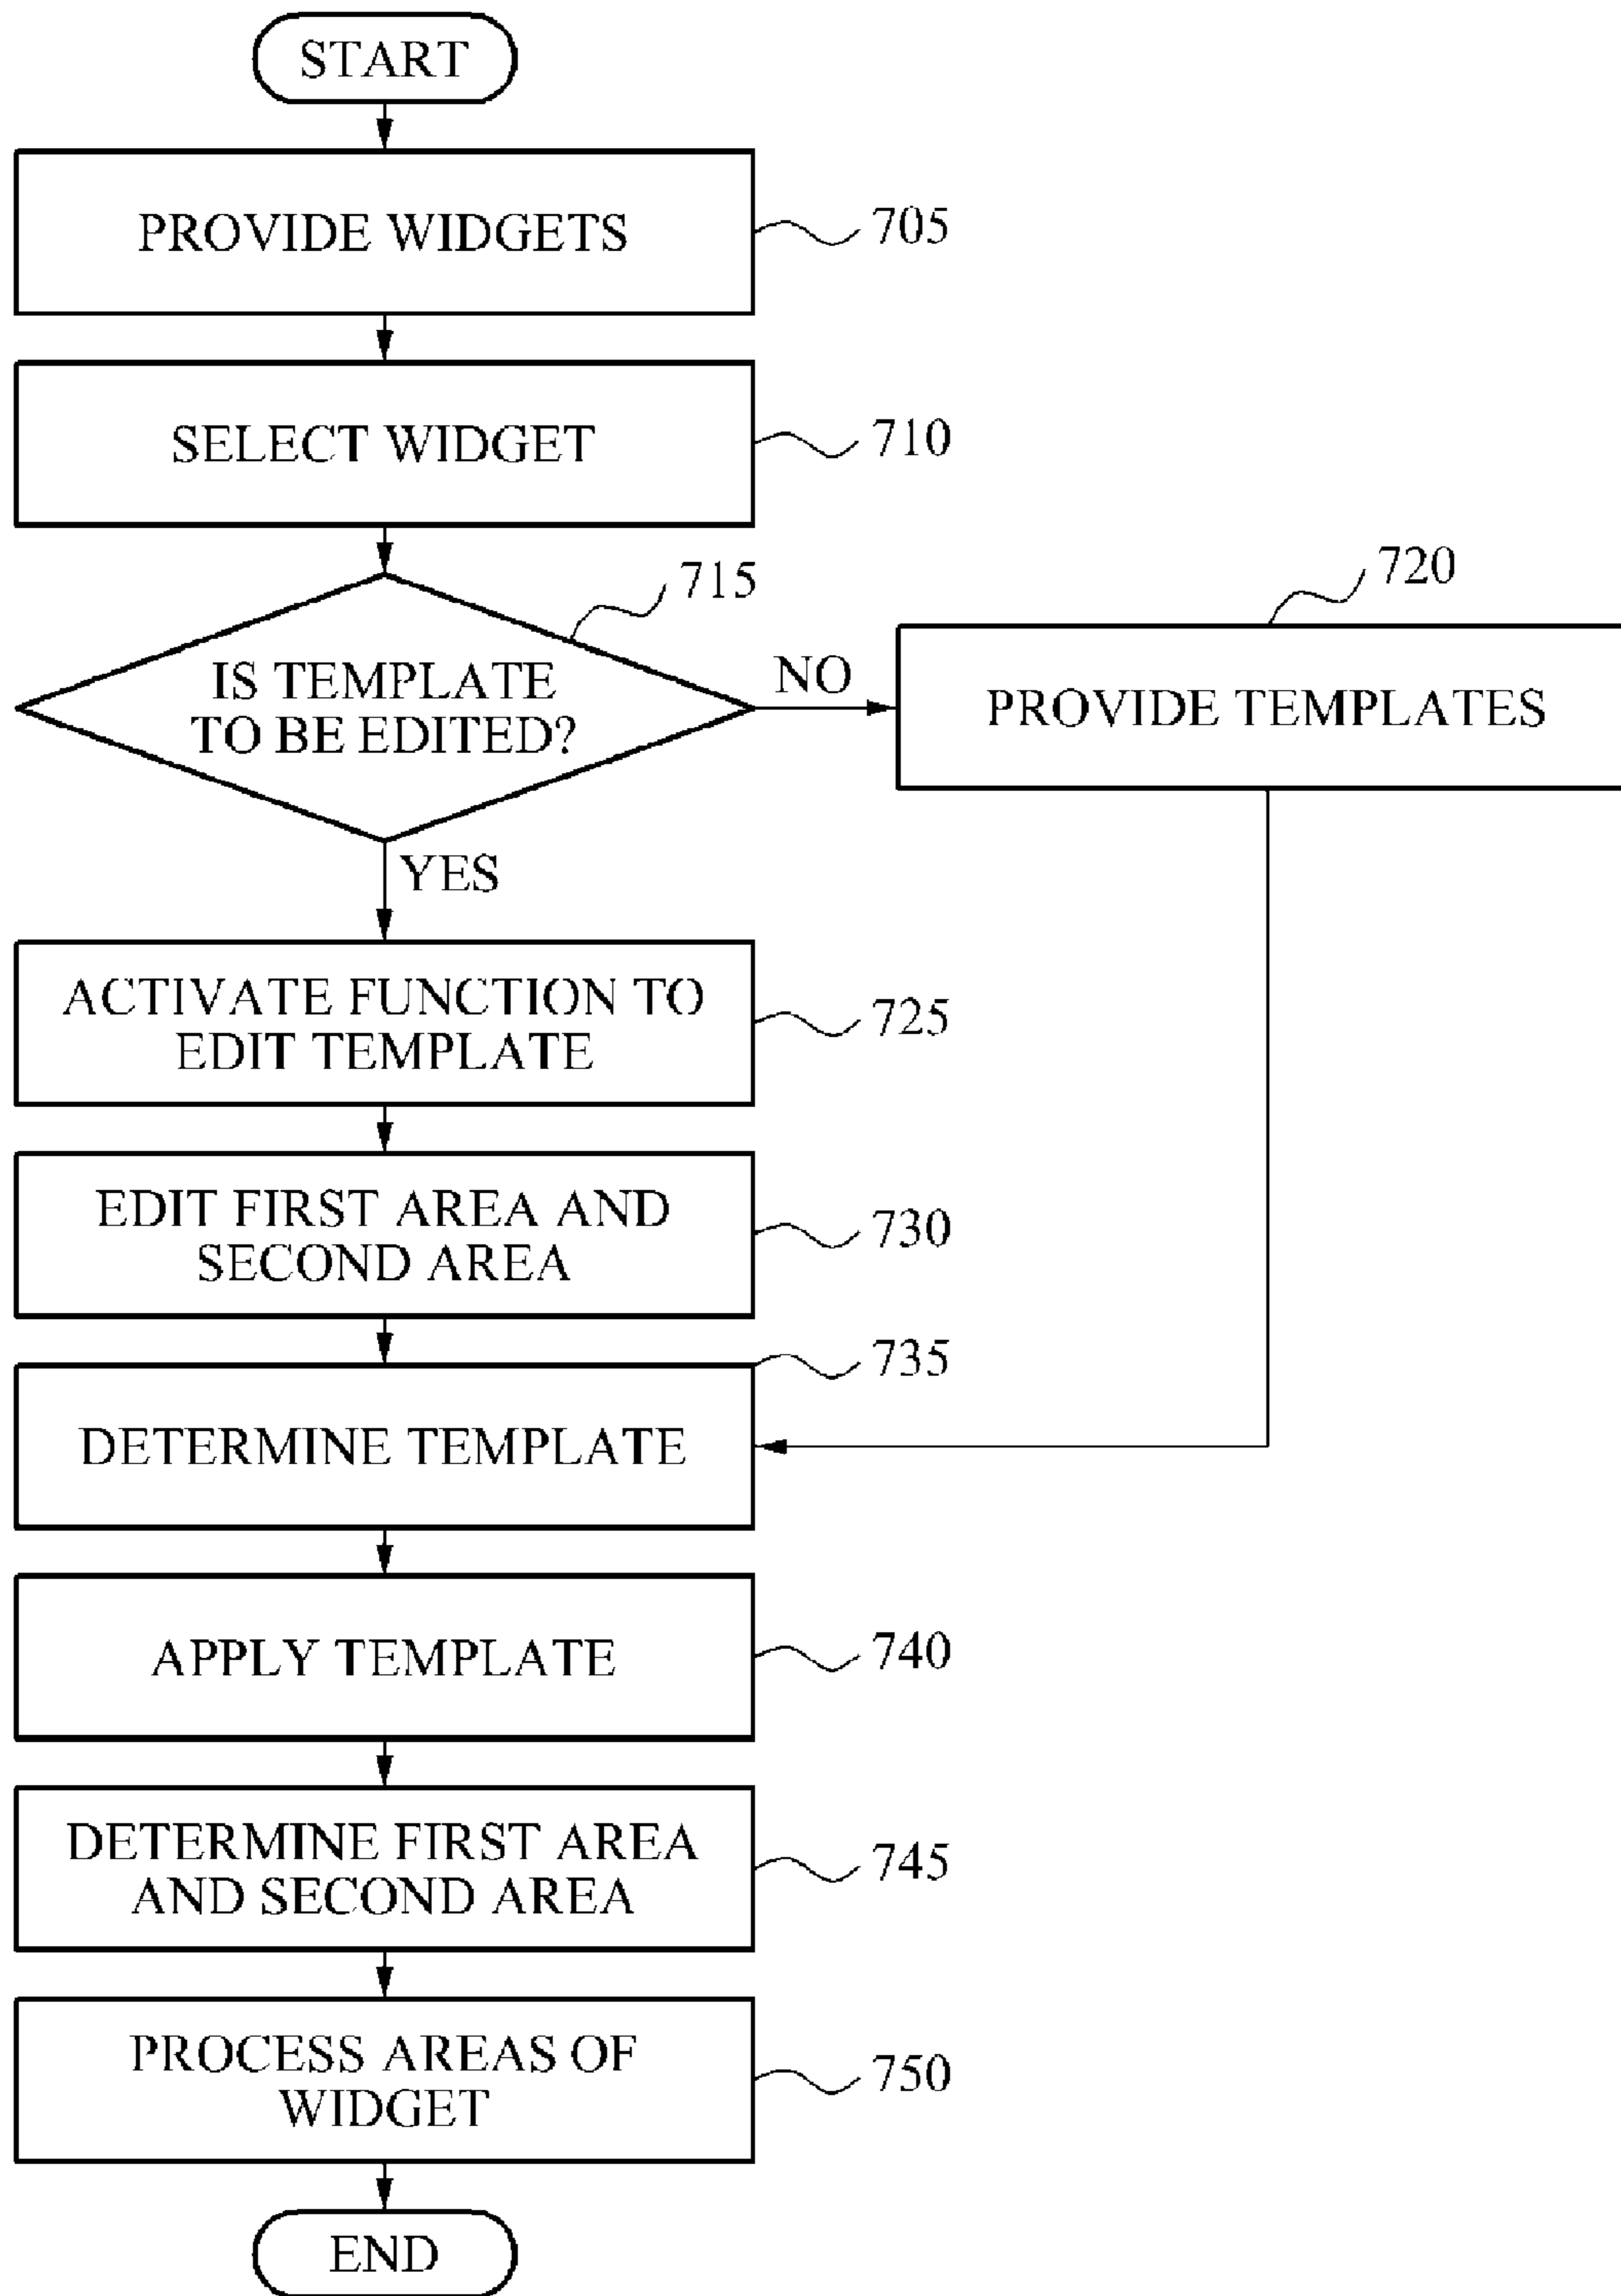 START
PROVIDE WIDGETS
705
SELECT WIDGET
710
715
IS TEMPLATE
TO BE EDITED?
NO
720
PROVIDE TEMPLATES
YES
ACTIVATE FUNCTION TO
EDIT TEMPLATE
725
EDIT FIRST AREA AND
SECOND AREA
730
735
DETERMINE TEMPLATE
APPLY TEMPLATE
740
DETERMINE FIRST AREA
AND SECOND AREA
745
PROCESS AREAS OF
WIDGET
750
END